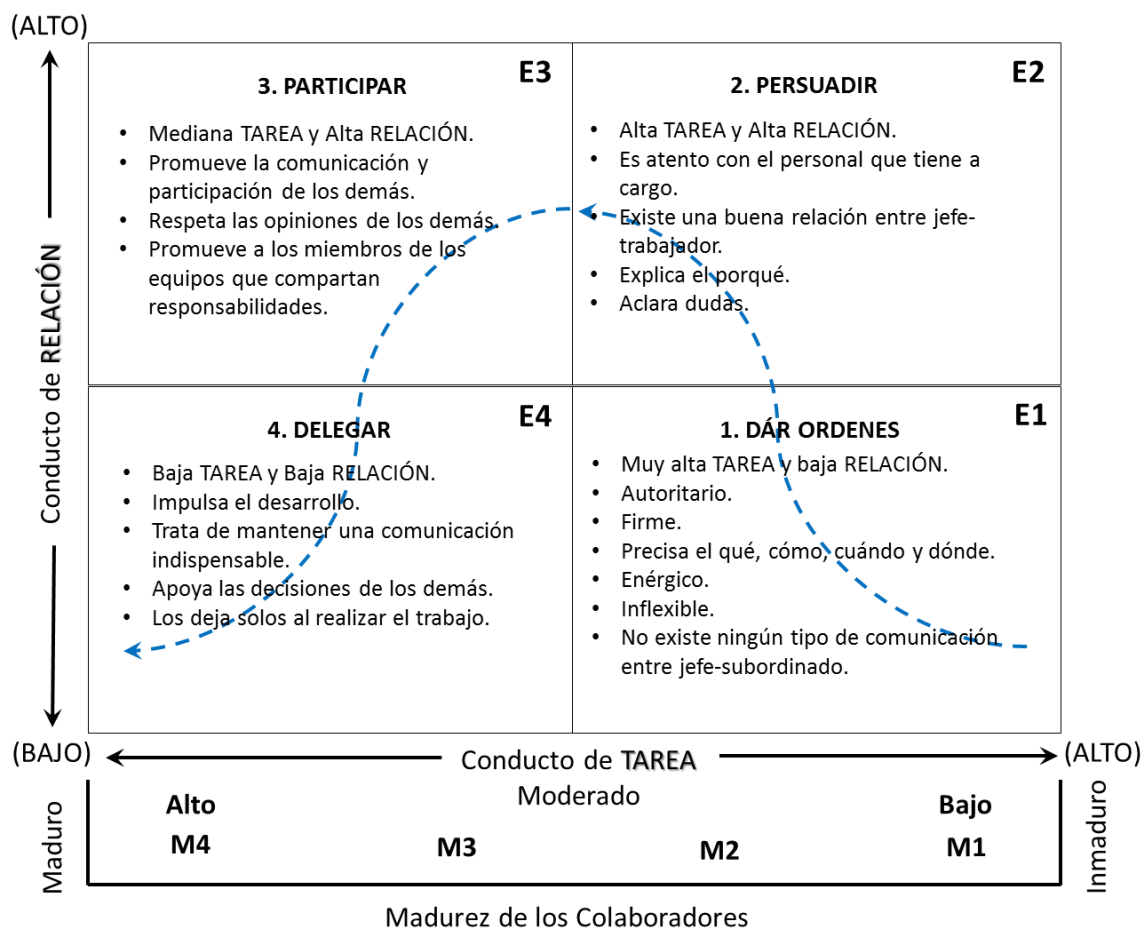 (ALTO)
E3
3. PARTICIPAR
• Mediana TAREA y Alta RELACIÓN.
• Promueve la comunicación y
participación de los demás.
• Respeta las opiniones de los demás.
• Promueve a los miembros de los
equipos que compartan
responsabilidades.
E2
2. PERSUADIR
• Alta TAREA y Alta RELACIÓN.
• Es atento con el personal que tiene a
cargo.
• Existe una buena relación entre jefe-
trabajador.
• Explica el porqué.
• Aclara dudas.
Conducto de RELACIÓN
E4
4. DELEGAR
• Baja TAREA y Baja RELACIÓN.
• Impulsa el desarrollo.
• Trata de mantener una comunicación
indispensable.
• Apoya las decisiones de los demás.
• Los deja solos al realizar el trabajo.
E1
1. DÁR ORDENES
• Muy alta TAREA y baja RELACIÓN.
• Autoritario.
• Firme.
• Precisa el qué, cómo, cuándo y dónde.
• Enérgico.
• Inflexible.
• No existe ningún tipo de comunicación
entre jefe-subordinado.
(BAJO)
Conducto de TAREA
(ALTO)
Maduro
Alto
Moderado
Bajo
Inmaduro
M4
M3
M2
M1
Madurez de los Colaboradores